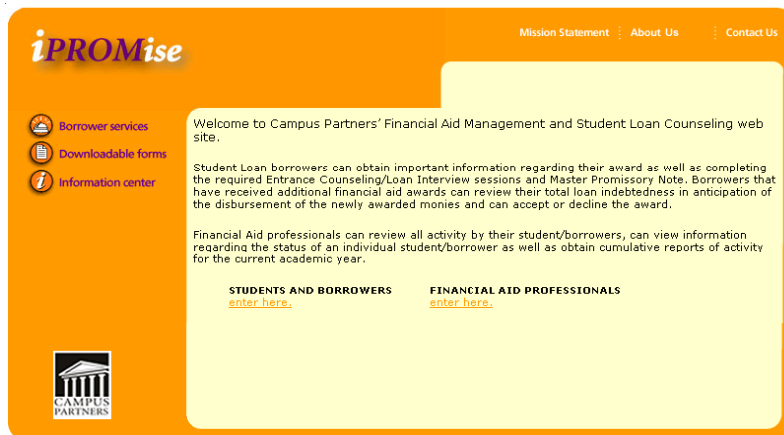 iPROMise
Mission Statement
About Us
Contact Us
Borrower services
Downloadable forms
Information center
Welcome to Campus Partners' Financial Aid Management and Student Loan Counseling web
site.
Student Loan borrowers can obtain important information regarding their award as well as completing
the required Entrance Counseling/Loan Interview sessions and Master Promissory Note. Borrowers that
have received additional financial aid awards can review their total loan indebtedness in anticipation of
the disbursement of the newly awarded monies and can accept or decline the award.
Financial Aid professionals can review all activity by their student/borrowers, can view information
regarding the status of an individual student/borrower as well as obtain cumulative reports of activity
for the current academic year.
STUDENTS AND BORROWERS
enter here.
FINANCIAL AID PROFESSIONALS
enter here.
CAMPUS
PARTNERS